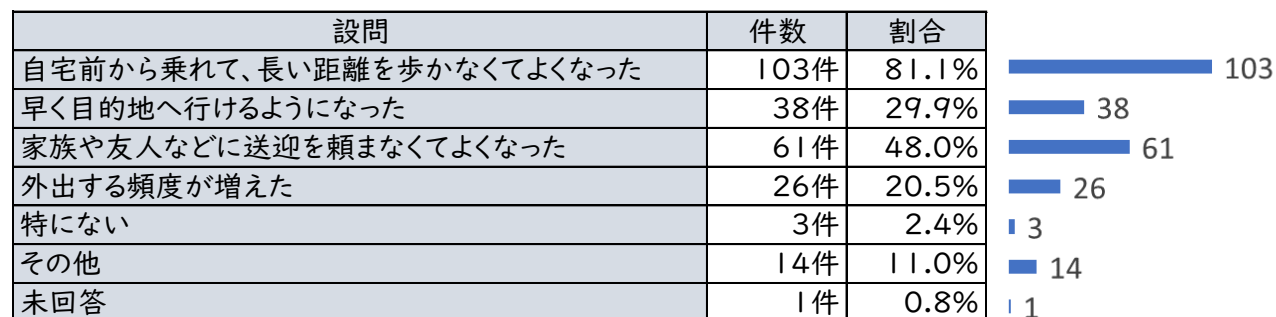 設問 件数 割合
自宅前から乗れて、長い距離を歩かなくてよくなった 103件 81.1% 103
早く目的地へ行けるようになった 38件 29.9% 38
家族や友人などに送迎を頼まなくてよくなった 61件 48.0% 61
外出する頻度が増えた 26件 20.5% 26
特にない 3件 2.4% 3
その他 14件 11.0% 14
未回答 1件 0.8% 1